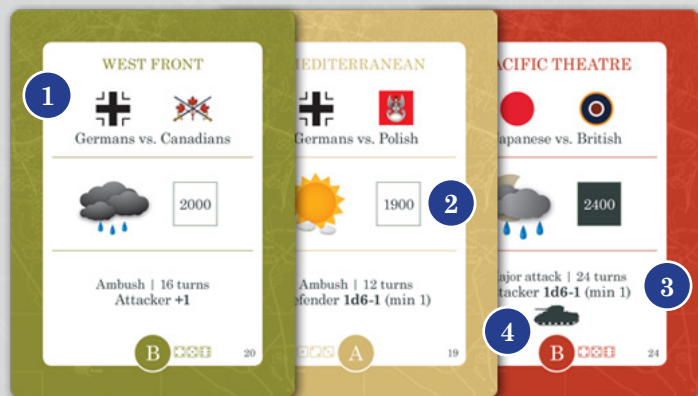 WEST FRONT
1
Germans vs. Canadians
2000
Ambush | 16 turns
Attacker +1
B
20
MEDITERRANEAN
Germans vs. Polish
1900
2
Ambush | 12 turns
efender 1d6-1 (min 1)
A
19
ACIFIC THEATRE
Japanese vs. British
2400
ajor attack | 24 turns
ttacker 1d6-1 (min 1)
3
4
B
24